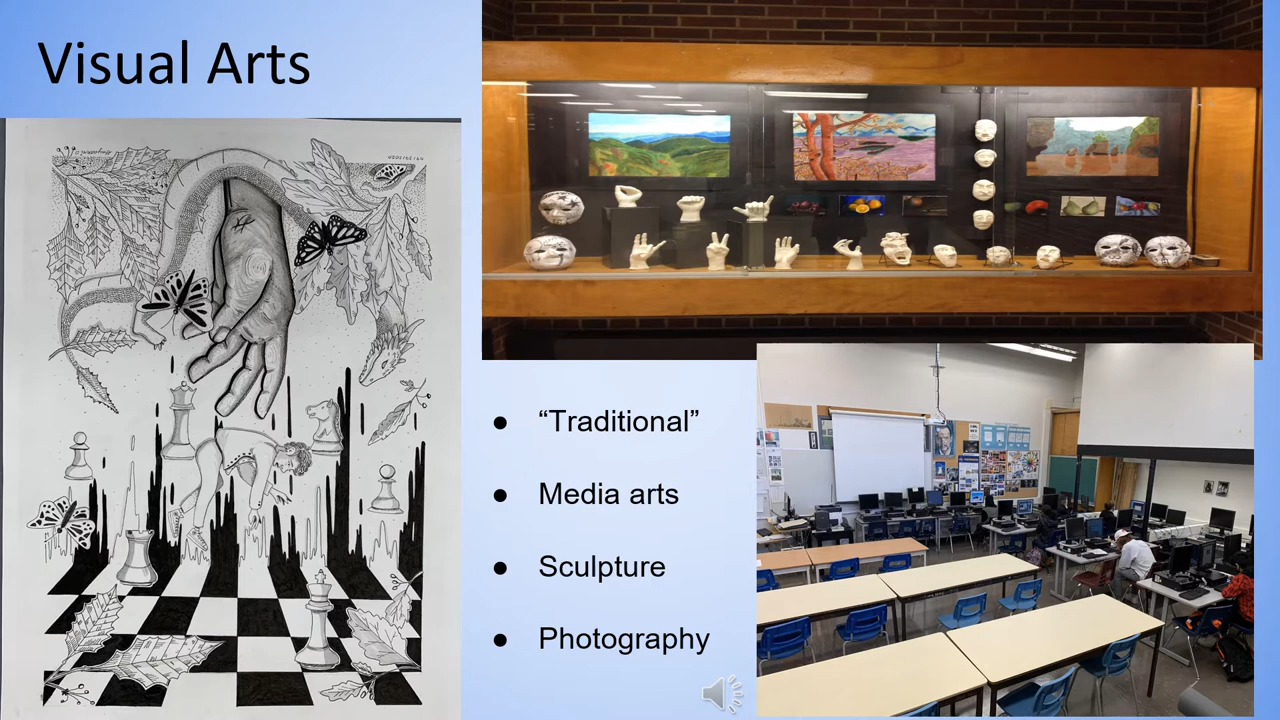 Visual Arts
● “Traditional”
● Media arts
● Sculpture
● Photography